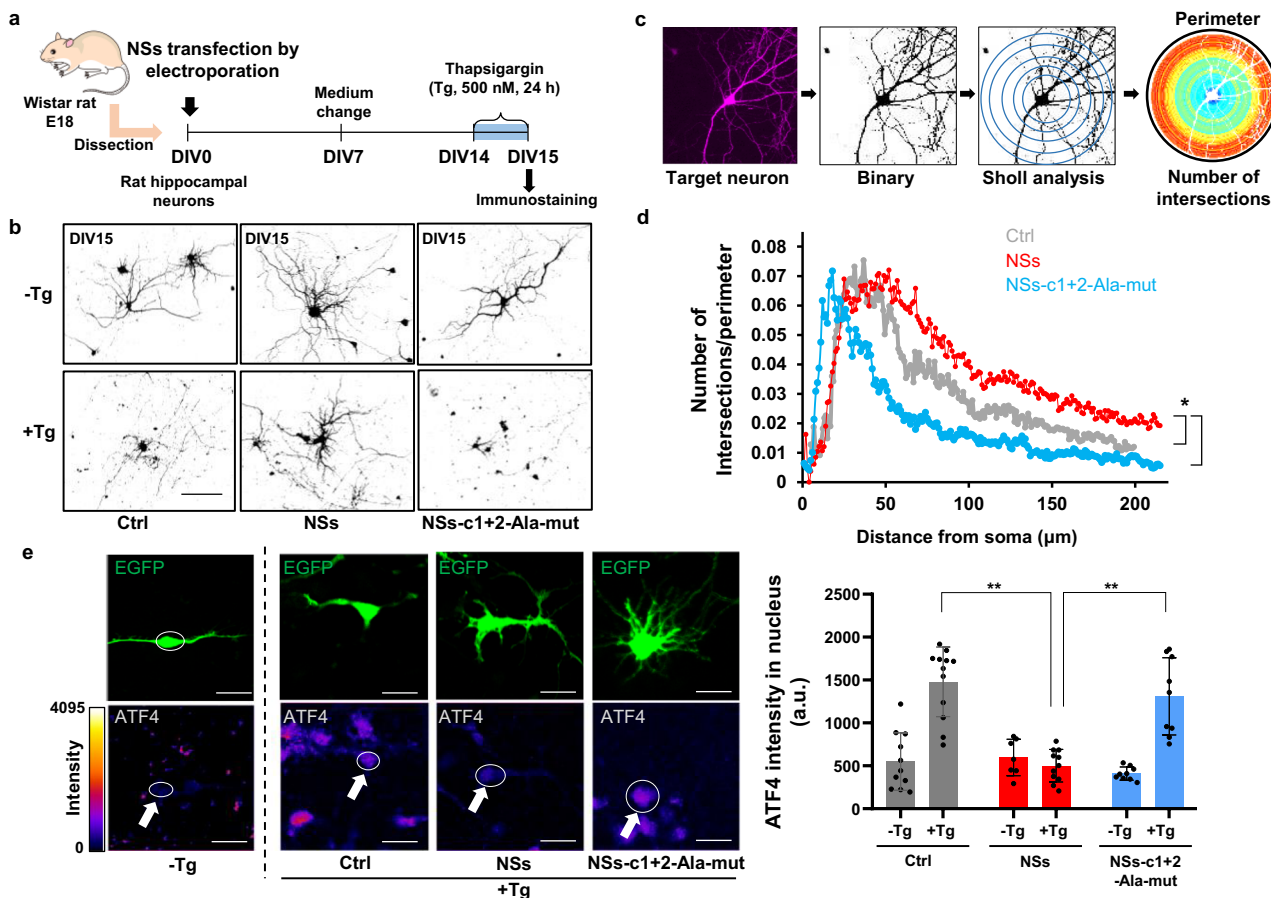 a
NSs transfection by
electroporation
Wistar rat
E18
Dissection
Medium
change
Thapsigargin
(Tg, 500 nM, 24 h)
DIV0
DIV7
DIV14
DIV15
Rat hippocampal
neurons
Immunostaining
b
DIV15
DIV15
DIV15
-Tg
+Tg
Ctrl
NSs
NSs-c1+2-Ala-mut
c
Perimeter
Target neuron
Binary
Sholl analysis
Number of
intersections
d
Ctrl
NSs
NSs-c1+2-Ala-mut
Number of
Intersections/perimeter
0.08
0.07
0.06
0.05
0.04
0.03
0.02
0.01
0
0
50
100
150
200
*
Distance from soma (μm)
e
EGFP
EGFP
EGFP
EGFP
4095
Intensity
0
ATF4
ATF4
ATF4
ATF4
-Tg
Ctrl
NSs
NSs-c1+2-Ala-mut
+Tg
ATF4 intensity in nucleus
(a.u.)
2500
2000
1500
1000
500
0
**
**
-Tg
+Tg
-Tg
+Tg
-Tg
+Tg
Ctrl
NSs
NSs-c1+2
-Ala-mut